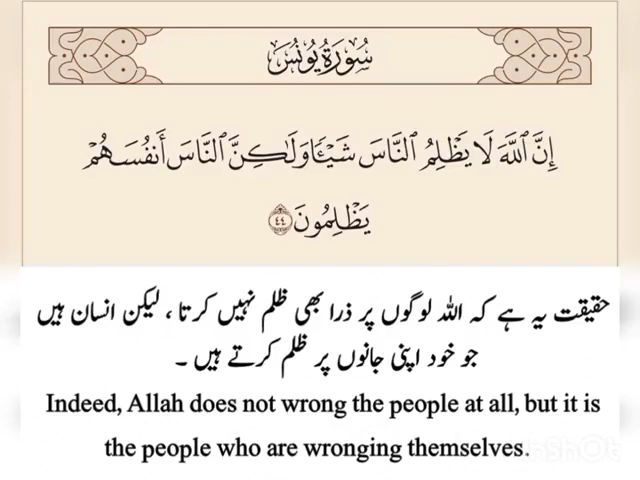 سُورَةُ يُونُسَ
إِنَّ ٱللَّهَ لَا يَظْلِمُ ٱلنَّاسَ شَيْـًٔا وَلَـٰكِنَّ ٱلنَّاسَ أَنفُسَهُمْ
يَظْلِمُونَ ٤٤
حقیقت یہ ہے کہ اللہ لوگوں پر ذرا بھی ظلم نہیں کرتا ، لیکن انسان ہیں
جو خود اپنی جانوں پر ظلم کرتے ہیں ۔
Indeed, Allah does not wrong the people at all, but it is
the people who are wronging themselves.